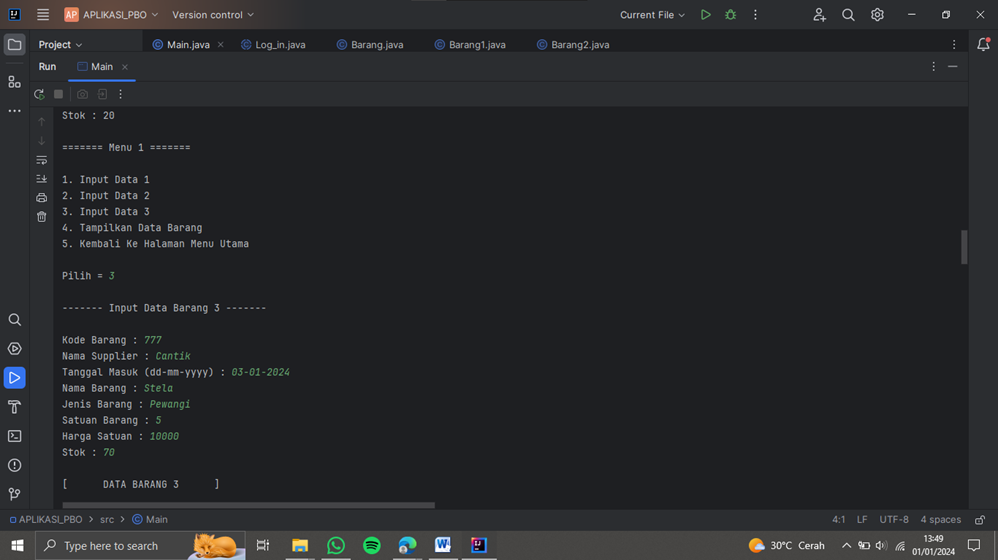 AP APLIKASI_PBO Version control Current File
Project Main.java Log_in.java Barang.java Barang1.java Barang2.java
Run Main
Stok : 20
======= Menu 1 =======
1. Input Data 1
2. Input Data 2
3. Input Data 3
4. Tampilkan Data Barang
5. Kembali Ke Halaman Menu Utama
Pilih = 3
------- Input Data Barang 3 -------
Kode Barang : 777
Nama Supplier : Cantik
Tanggal Masuk (dd-mm-yyyy) : 03-01-2024
Nama Barang : Stela
Jenis Barang : Pewangi
Satuan Barang : 5
Harga Satuan : 10000
Stok : 70
[ DATA BARANG 3 ]
APLIKASI_PBO > src > Main 4:1 LF UTF-8 4 spaces
Type here to search 30°C Cerah 13:49
01/01/2024